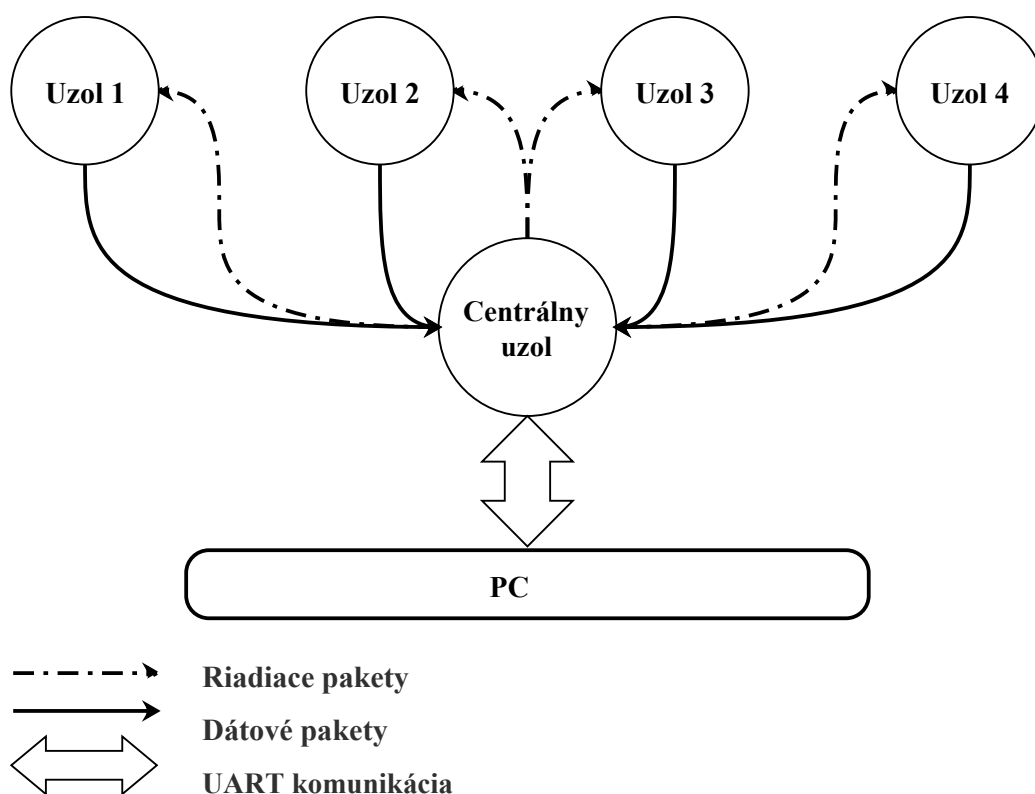 Uzol 1
Uzol 2
Uzol 3
Uzol 4
Centrálny
uzol
PC
Riadiace pakety
Dátové pakety
UART komunikácia